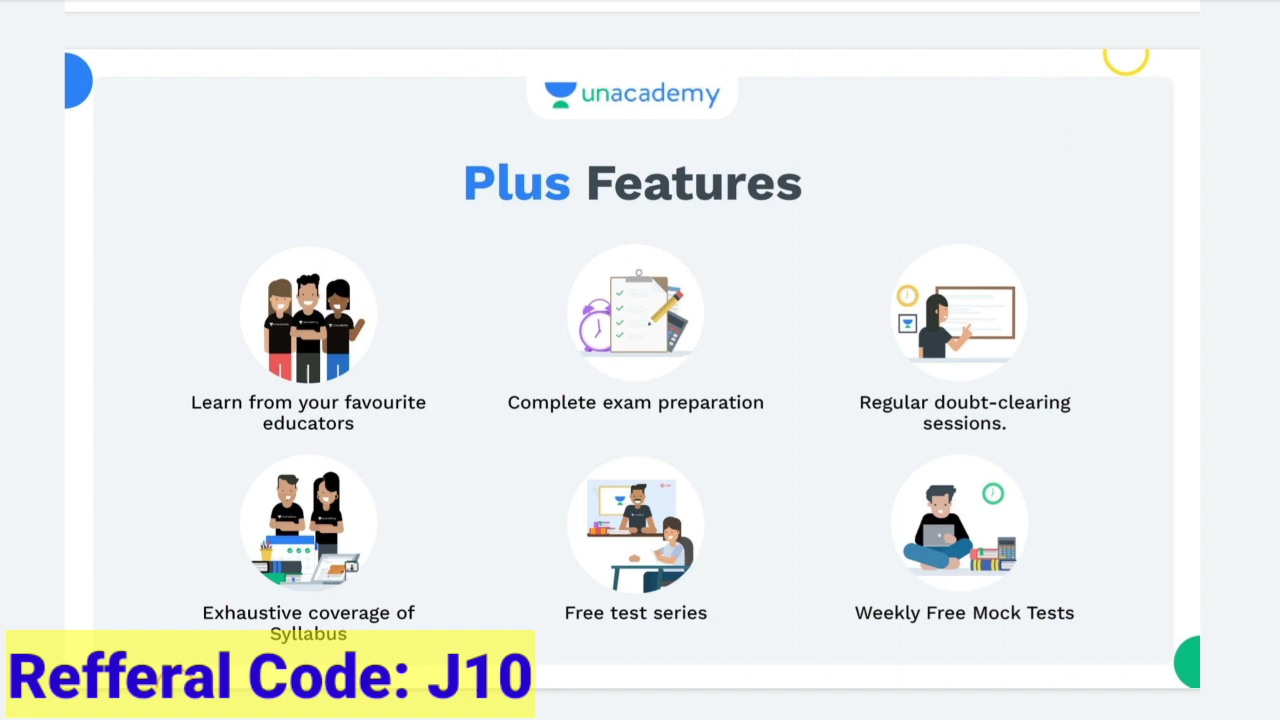 unacademy
Plus Features
Learn from your favourite
educators
Complete exam preparation
Regular doubt-clearing
sessions.
Exhaustive coverage of
Syllabus
Free test series
Weekly Free Mock Tests
Refferal Code: J10